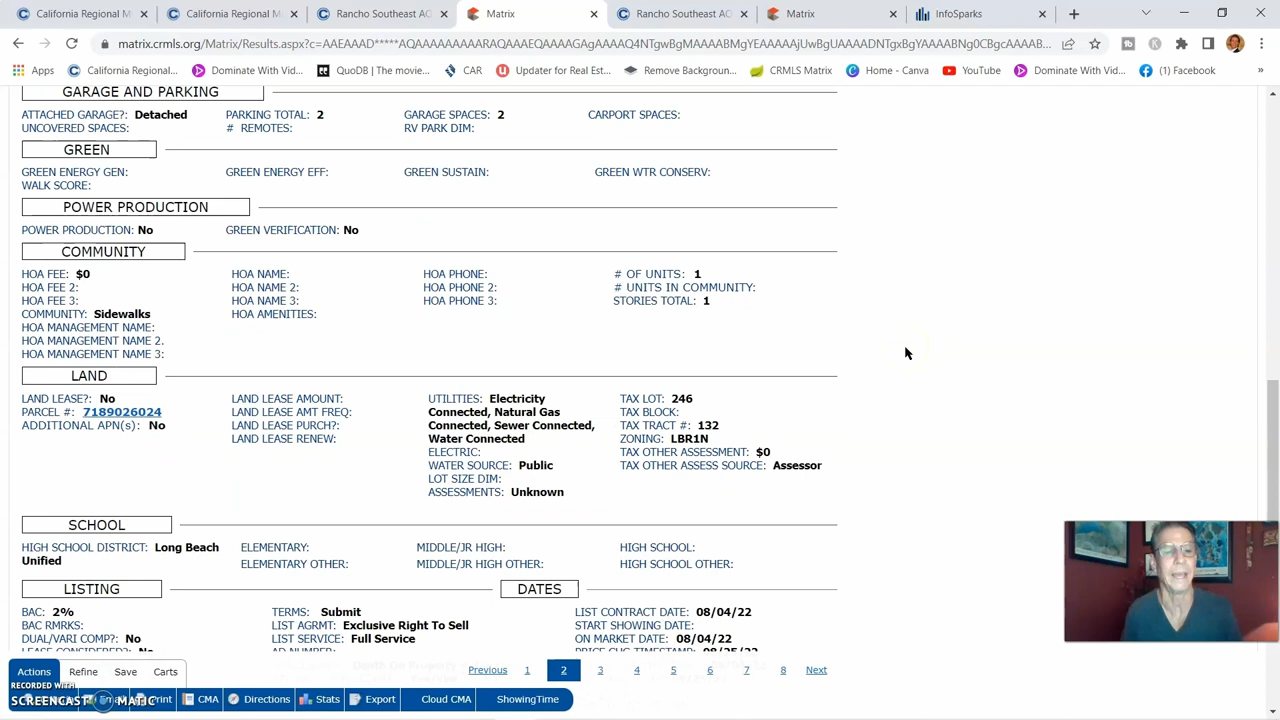 California Regional M
California Regional M
Rancho Southeast AO
Matrix
Rancho Southeast AO
Matrix
InfoSparks
matrix.crmls.org/Matrix/Results.aspx?c=AAEAAAD*****AQAAAAAAAAARAQAAAEQAAAAGAgAAAAQ4NTgwBgMAAAABMgYEAAAAAjUwBgUAAAADNTgxBgYAAAABNg0CBgcAAAAB...
Apps
California Regional...
Dominate With Vid...
QuoDB | The movie...
CAR
Updater for Real Est...
Remove Backgroun...
CRMLS Matrix
Home - Canva
YouTube
Dominate With Vid...
(1) Facebook
GARAGE AND PARKING
ATTACHED GARAGE?: Detached PARKING TOTAL: 2 GARAGE SPACES: 2 CARPORT SPACES:
UNCOVERED SPACES: # REMOTES: RV PARK DIM:
GREEN
GREEN ENERGY GEN: GREEN ENERGY EFF: GREEN SUSTAIN: GREEN WTR CONSERV:
WALK SCORE:
POWER PRODUCTION
POWER PRODUCTION: No GREEN VERIFICATION: No
COMMUNITY
HOA FEE: $0 HOA NAME: HOA PHONE: # OF UNITS: 1
HOA FEE 2: HOA NAME 2: HOA PHONE 2: # UNITS IN COMMUNITY:
HOA FEE 3: HOA NAME 3: HOA PHONE 3: STORIES TOTAL: 1
COMMUNITY: Sidewalks HOA AMENITIES:
HOA MANAGEMENT NAME:
HOA MANAGEMENT NAME 2.
HOA MANAGEMENT NAME 3:
LAND
LAND LEASE?: No LAND LEASE AMOUNT: UTILITIES: Electricity TAX LOT: 246
PARCEL #: 7189026024 LAND LEASE AMT FREQ: Connected, Natural Gas TAX BLOCK:
ADDITIONAL APN(s): No LAND LEASE PURCH?: Connected, Sewer Connected, TAX TRACT #: 132
LAND LEASE RENEW: Water Connected ZONING: LBR1N
ELECTRIC: TAX OTHER ASSESSMENT: $0
WATER SOURCE: Public TAX OTHER ASSESS SOURCE: Assessor
LOT SIZE DIM:
ASSESSMENTS: Unknown
SCHOOL
HIGH SCHOOL DISTRICT: Long Beach ELEMENTARY: MIDDLE/JR HIGH: HIGH SCHOOL:
Unified ELEMENTARY OTHER: MIDDLE/JR HIGH OTHER: HIGH SCHOOL OTHER:
LISTING DATES
BAC: 2% TERMS: Submit LIST CONTRACT DATE: 08/04/22
BAC RMRKS: LIST AGRMT: Exclusive Right To Sell START SHOWING DATE:
DUAL/VARI COMP?: No LIST SERVICE: Full Service ON MARKET DATE: 08/04/22
LEASE CONSIDERED?: No AD NUMBER: PRICE CHG TIMESTAMP: 08/25/22
Actions Refine Save Carts Previous 1 2 3 4 5 6 7 8 Next
RECORDED WITH
SCREENCAST MATIC
Print CMA Directions Stats Export Cloud CMA ShowingTime